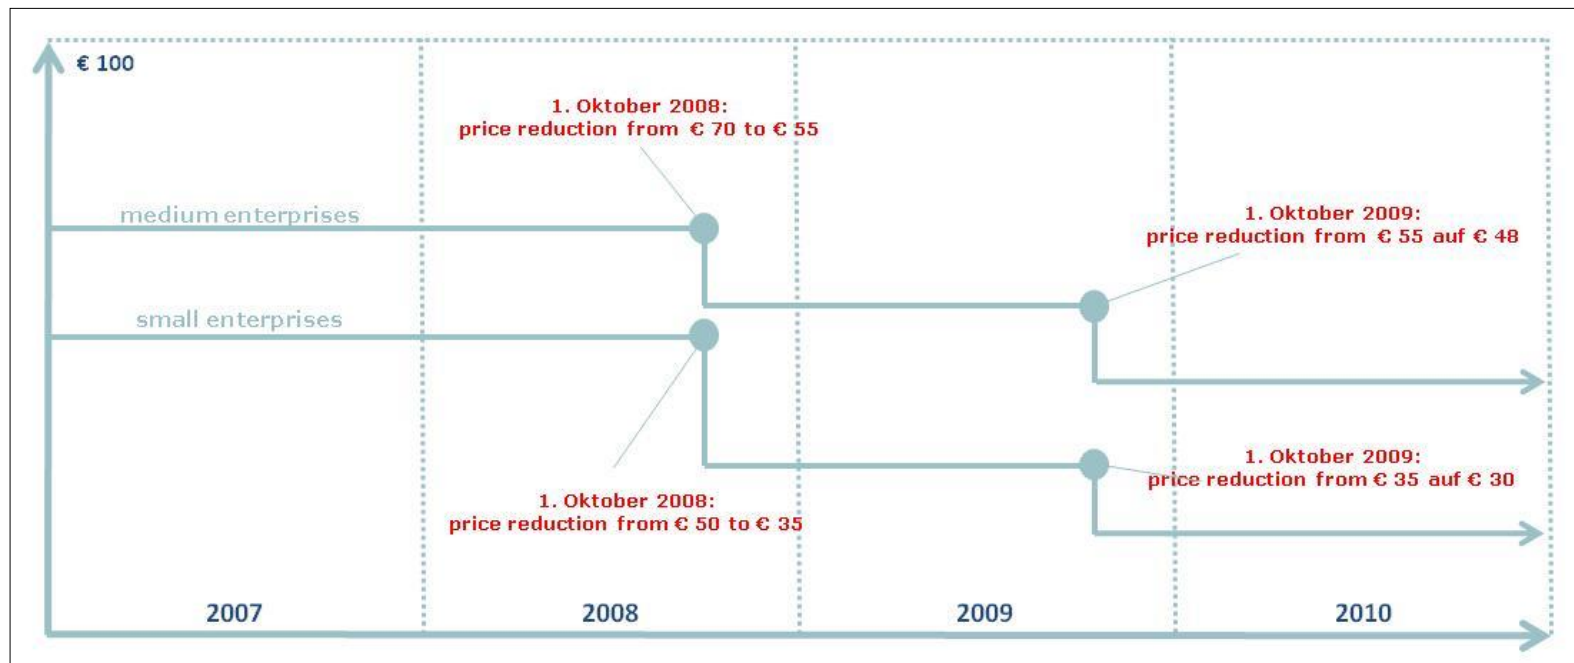 € 100
1. Oktober 2008:
price reduction from € 70 to € 55
medium enterprises
1. Oktober 2009:
price reduction from € 55 auf € 48
small enterprises
1. Oktober 2009:
price reduction from € 35 auf € 30
1. Oktober 2008:
price reduction from € 50 to € 35
2007
2008
2009
2010